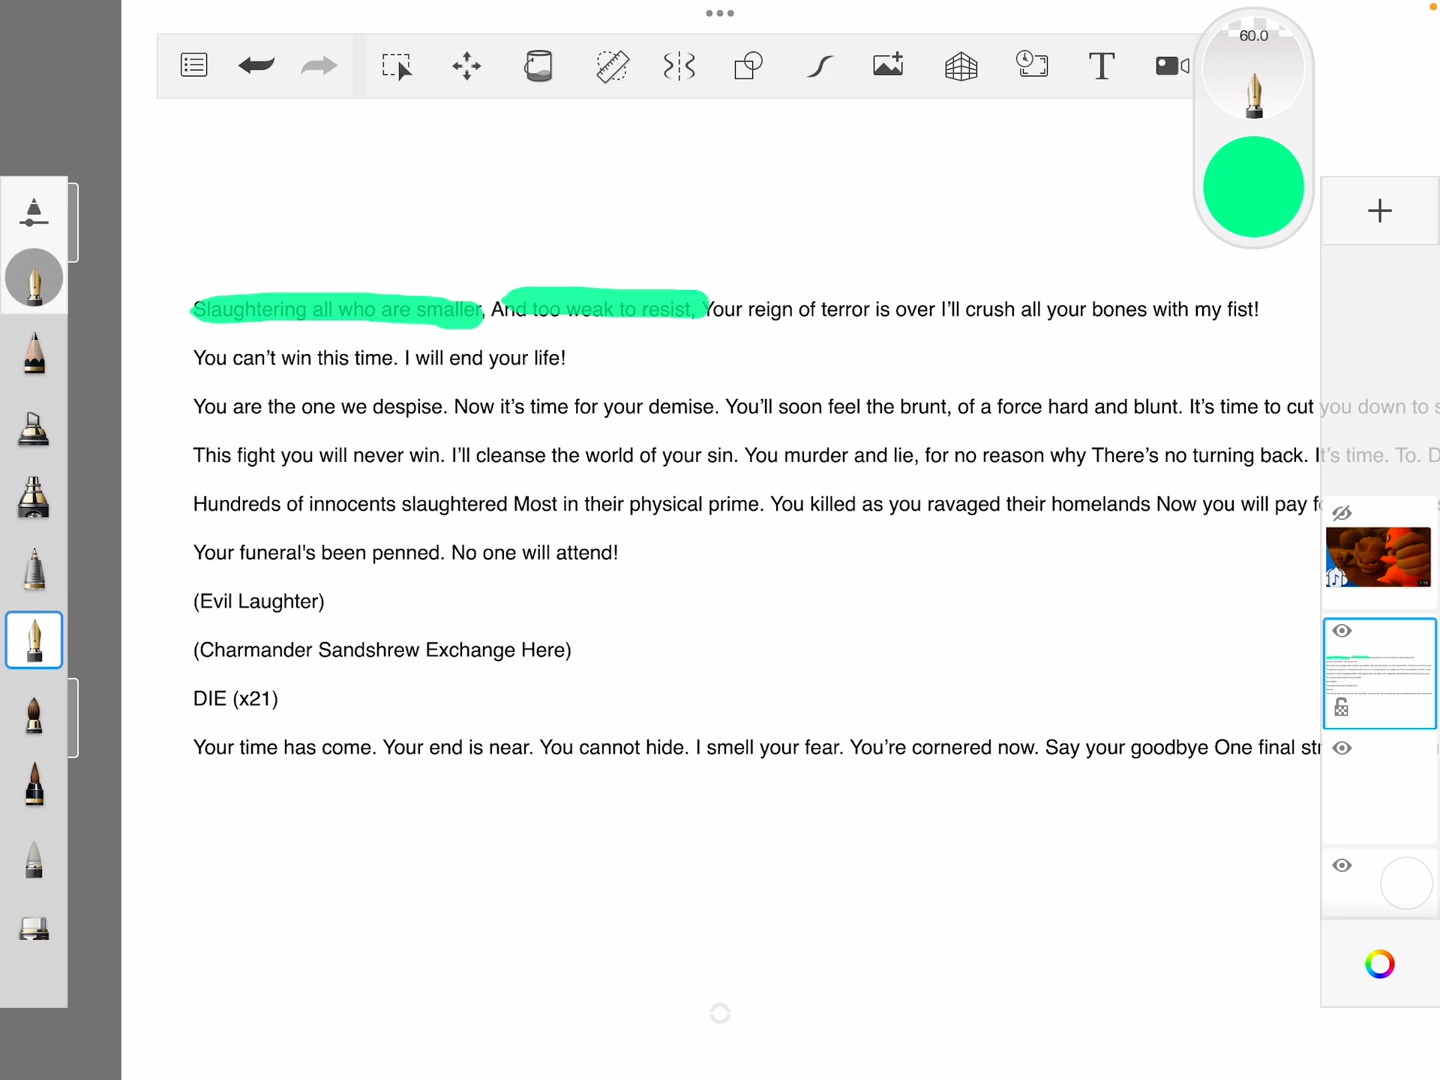 60.0
Slaughtering all who are smaller, And too weak to resist, Your reign of terror is over I’ll crush all your bones with my fist!
You can’t win this time. I will end your life!
You are the one we despise. Now it’s time for your demise. You’ll soon feel the brunt, of a force hard and blunt. It’s time to cut you down to
This fight you will never win. I’ll cleanse the world of your sin. You murder and lie, for no reason why There’s no turning back. It’s time. To. D
Hundreds of innocents slaughtered Most in their physical prime. You killed as you ravaged their homelands Now you will pay
Your funeral's been penned. No one will attend!
(Evil Laughter)
(Charmander Sandshrew Exchange Here)
DIE (x21)
Your time has come. Your end is near. You cannot hide. I smell your fear. You’re cornered now. Say your goodbye One final